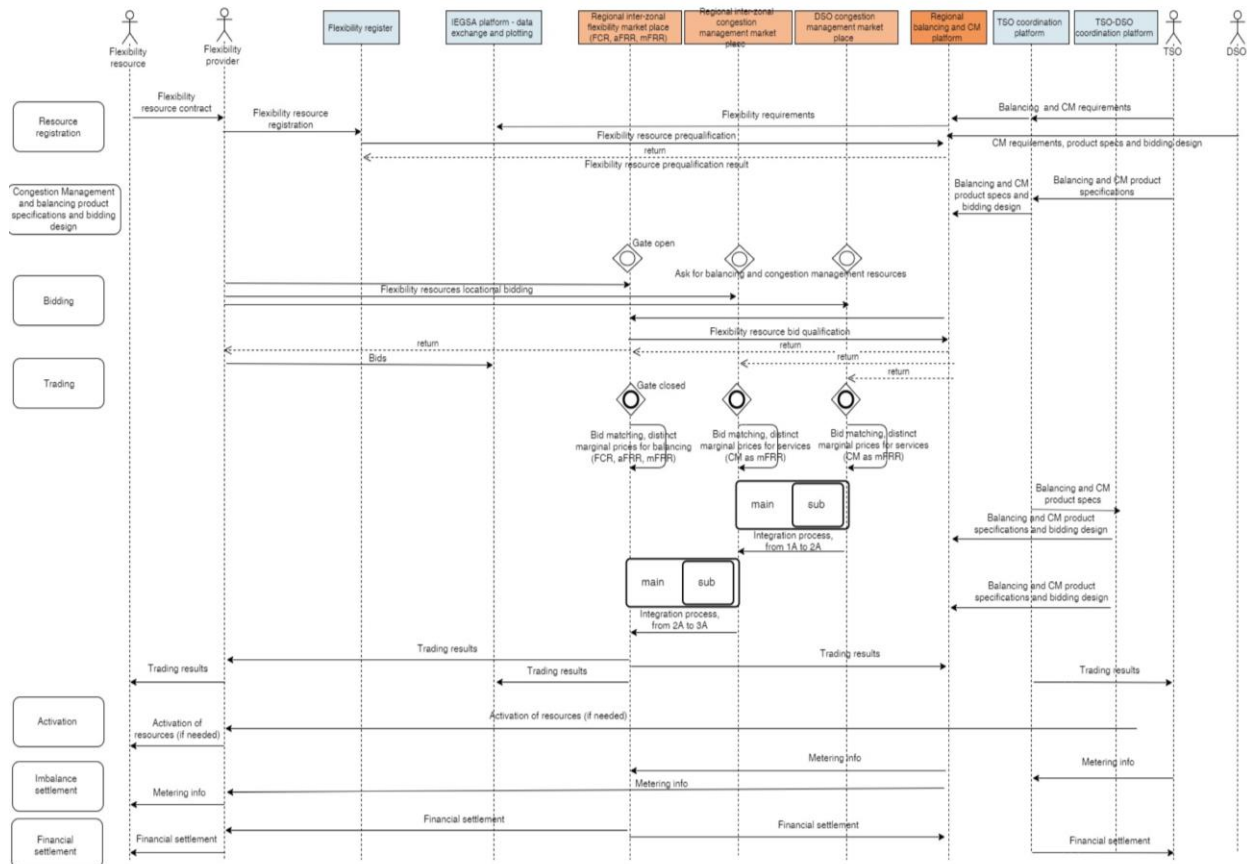 Flexibility register
IEGSA platform - data
exchange and plotting
Regional inter-zonal
flexibility market place
(FCR, aFRR, mFRR)
Regional inter-zonal
congestion
management market
place
DSO congestion
management market
place
Regional
balancing and CM
platform
TSO coordination
platform
TSO-DSO
coordination platform
Flexibility
resource
Flexibility
provider
TSO
DSO
Resource
registration
Flexibility
resource contract
Flexibility resource
registration
Flexibility requirements
Balancing and CM requirements
Flexibility resource prequalification
CM requirements, product specs and bidding design
return
Flexibility resource prequalification result
Congestion Management
and balancing product
specifications and bidding
design
Balancing and CM
product specs and
bidding design
Balancing and CM product
specifications
Gate open
Ask for balancing and congestion management resources
Bidding
Flexibility resources locational bidding
Flexibility resource bid qualification
return
return
return
return
Bids
Trading
Gate closed
Bid matching, distinct
marginal prices for balancing
(FCR, aFRR, mFRR)
Bid matching, distinct
marginal prices for services
(CM as mFRR)
Bid matching, distinct
marginal prices for services
(CM as mFRR)
main
sub
Balancing and CM
product specs
Balancing and CM product
specifications and bidding design
Integration process,
from 1A to 2A
main
sub
Balancing and CM product
specifications and bidding design
Integration process,
from 2A to 3A
Trading results
Trading results
Trading results
Trading results
Trading results
Activation
Activation of
resources (if needed)
Activation of resources (if needed)
Imbalance
settlement
Metering info
Metering info
Metering info
Metering info
Financial
settlement
Financial settlement
Financial settlement
Financial settlement
Financial settlement